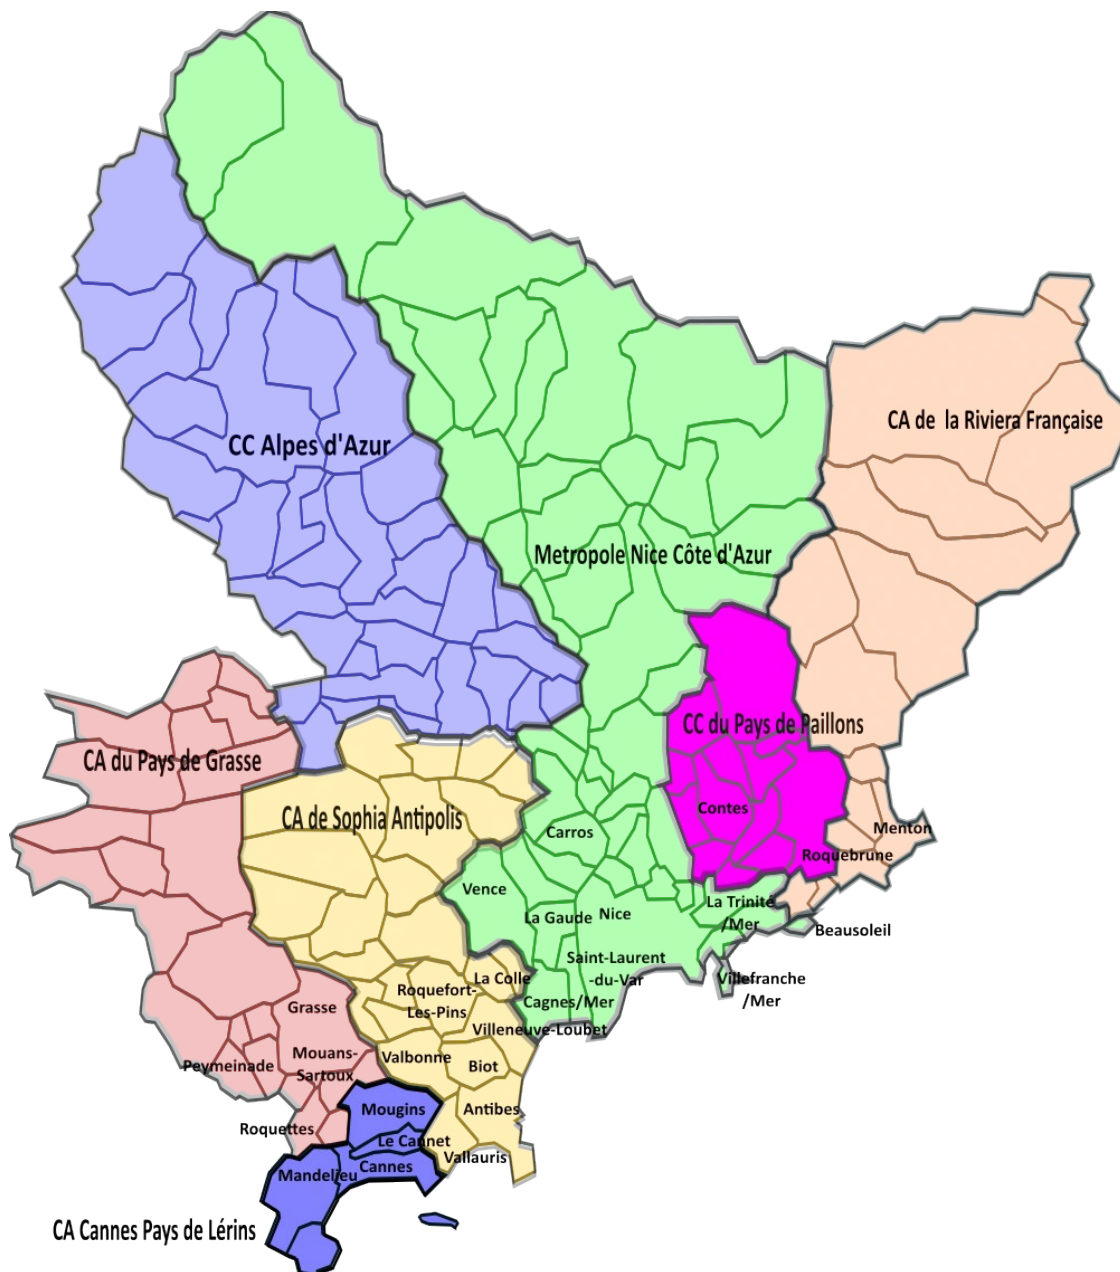 CA de la Riviera Française
CC Alpes d'Azur
Metropole Nice Côte d'Azur
CC du Pays de Paillons
CA du Pays de Grasse
Contes
CA de Sophia Antipolis
Carros
Menton
Roquebrune
Vence
La Trinité
/Mer
La Gaude
Nice
Beausoleil
Saint-Laurent
-du-Var
La Colle
Villefranche
/Mer
Roquefort-
Les-Pins
Cagnes/Mer
Grasse
Villeneuve-Loubet
Mouans-
Sartoux
Valbonne
Peymeinade
Biot
Mougins
Antibes
Roquettes
Le Cannet
Vallauris
Cannes
Mandelieu
CA Cannes Pays de Lérins